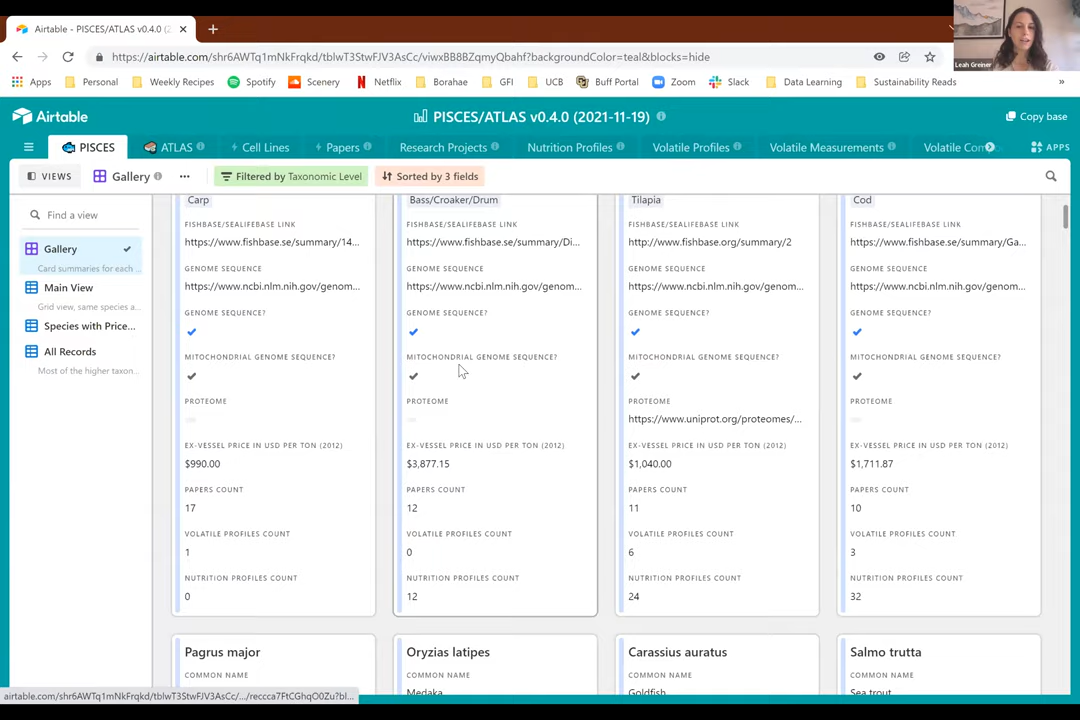 Airtable - PISCES/ATLAS v0.4.0 (2
https://airtable.com/shr6AWTq1mNkFrqkd/tblwT3StwFJV3AsCc/viwxBB8BZqmyQbahf?backgroundColor=teal&blocks=hide
Leah Greiner
Apps Personal Weekly Recipes Spotify Scenery Netflix Borahae GFI UCB Buff Portal Zoom Slack Data Learning Sustainability Reads »
Airtable PISCES/ATLAS v0.4.0 (2021-11-19) Copy base
PISCES ATLAS Cell Lines Papers Research Projects Nutrition Profiles Volatile Profiles Volatile Measurements Volatile Com APPS
VIEWS Gallery ... Filtered by Taxonomic Level Sorted by 3 fields
Find a view
Gallery
Card summaries for each ...
Main View
Grid view, same species a...
Species with Price...
All Records
Most of the higher taxon...
Carp Bass/Croaker/Drum Tilapia Cod
FISHBASE/SEALIFEBASE LINK FISHBASE/SEALIFEBASE LINK FISHBASE/SEALIFEBASE LINK FISHBASE/SEALIFEBASE LINK
https://www.fishbase.se/summary/14... https://www.fishbase.se/summary/Di... http://www.fishbase.org/summary/2 https://www.fishbase.se/summary/Ga...
GENOME SEQUENCE GENOME SEQUENCE GENOME SEQUENCE GENOME SEQUENCE
https://www.ncbi.nlm.nih.gov/genom... https://www.ncbi.nlm.nih.gov/genom... https://www.ncbi.nlm.nih.gov/genom... https://www.ncbi.nlm.nih.gov/genom...
GENOME SEQUENCE? GENOME SEQUENCE? GENOME SEQUENCE? GENOME SEQUENCE?
MITOCHONDRIAL GENOME SEQUENCE? MITOCHONDRIAL GENOME SEQUENCE? MITOCHONDRIAL GENOME SEQUENCE? MITOCHONDRIAL GENOME SEQUENCE?
PROTEOME PROTEOME PROTEOME PROTEOME
https://www.uniprot.org/proteomes/...
EX-VESSEL PRICE IN USD PER TON (2012) EX-VESSEL PRICE IN USD PER TON (2012) EX-VESSEL PRICE IN USD PER TON (2012) EX-VESSEL PRICE IN USD PER TON (2012)
$990.00 $3,877.15 $1,040.00 $1,711.87
PAPERS COUNT PAPERS COUNT PAPERS COUNT PAPERS COUNT
17 12 11 10
VOLATILE PROFILES COUNT VOLATILE PROFILES COUNT VOLATILE PROFILES COUNT VOLATILE PROFILES COUNT
1 0 6 3
NUTRITION PROFILES COUNT NUTRITION PROFILES COUNT NUTRITION PROFILES COUNT NUTRITION PROFILES COUNT
0 12 24 32
Pagrus major Oryzias latipes Carassius auratus Salmo trutta
COMMON NAME COMMON NAME COMMON NAME COMMON NAME
Medaka Goldfish Sea trout
airtable.com/shr6AWTq1mNkFrqkd/tblwT3StwFJV3AsCc/.../reccca7FtCGhqO0Zu?bl...